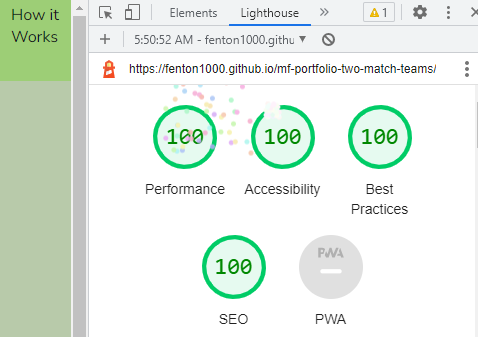 How it
Works
Elements
Lighthouse
1
5:50:52 AM - fenton1000.githu
https://fenton1000.github.io/mf-portfolio-two-match-teams/
100
100
100
Performance
Accessibility
Best
Practices
100
PWA
SEO
PWA